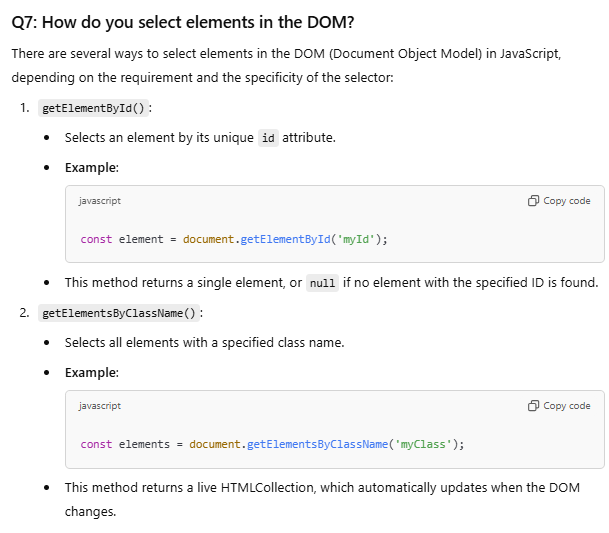 Q7: How do you select elements in the DOM?
There are several ways to select elements in the DOM (Document Object Model) in JavaScript,
depending on the requirement and the specificity of the selector:
1. getElementById() :
• Selects an element by its unique id attribute.
• Example:
javascript Copy code
const element = document.getElementById('myId');
• This method returns a single element, or null if no element with the specified ID is found.
2. getElementsByClassName() :
• Selects all elements with a specified class name.
• Example:
javascript Copy code
const elements = document.getElementsByClassName('myClass');
• This method returns a live HTMLCollection, which automatically updates when the DOM
changes.